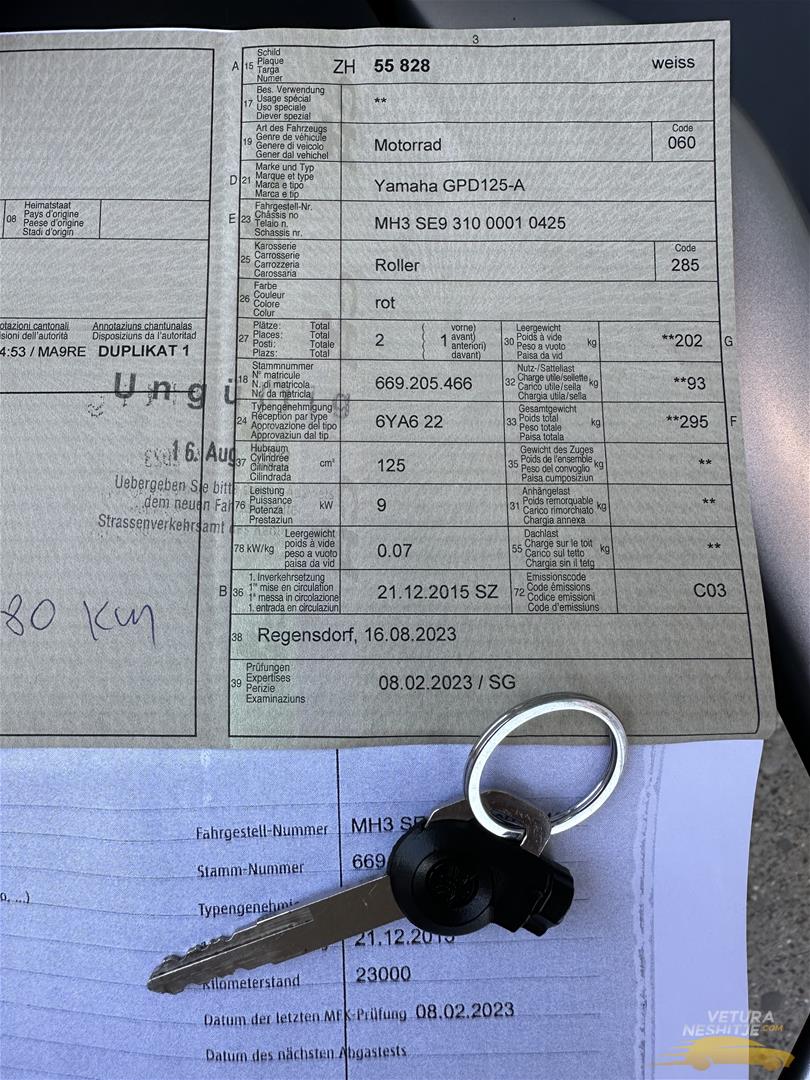 3
A 15 Schild
Plaque
Targa
Numer
ZH 55 828 weiss
17 Bes. Verwendung
Usage spécial
Uso speciale
Diever spezial
**
19 Art des Fahrzeugs
Genre de véhicule
Genere di veicolo
Gener dal vehichel
Motorrad
Code
060
D 21 Marke und Typ
Marque et type
Marca e tipo
Marca e tip
Yamaha GPD125-A
08 Heimatstaat
Pays d'origine
Paese d'origine
Stadi d'origin
E 23 Fahrgestell-Nr.
Châssis no
Telaio n.
Schassis nr.
MH3 SE9 310 0001 0425
25 Karosserie
Carrosserie
Carrozzeria
Carossaria
Roller
Code
285
26 Farbe
Couleur
Colore
Colur
rot
27 Plätze: Total
Places: Total
Posti: Totale
Plazs: Total
2 ( 1 vorne)
avant)
anteriori)
davant)
30 Leergewicht
Poids à vide
Peso a vuoto
Paisa da vid
kg **202 G
otazioni cantonali Annotaziuns chantunalas
sioni dell'autorità Disposiziuns da l'autoritad
4:53 / MA9RE DUPLIKAT 1
18 Stammnummer
N° matricule
N. di matricola
Nr. da matricla
669.205.466
32 Nutz-/Sattellast
Charge utile/sellette
Carico utile/sella
Chargia utila/sella
kg **93
Ungültig
24 Typengenehmigung
Réception par type
Approvazione del tipo
Approvaziun dal tip
6YA6 22
33 Gesamtgewicht
Poids total
Peso totale
Paisa totala
kg **295 F
16. Aug
37 Hubraum
Cylindrée
Cilindrata
Cilindrada
cm³ 125
35 Gewicht des Zuges
Poids de l'ensemble
Peso del convoglio
Paisa cumposiziun
kg **
Uebergeben Sie bitt
dem neuen Fah
Strassenverkehrsamt
76 Leistung
Puissance
Potenza
Prestaziun
kW 9
31 Anhängelast
Poids remorquable
Carico rimorchiato
Chargia annexa
kg **
78 kW/kg Leergewicht
poids à vide
peso a vuoto
paisa da vid
0.07
55 Dachlast
Charge sur le toit
Carico sul tetto
Chargia sin il tetg
kg **
B 36 1. Inverkehrsetzung
1re mise en circulation
1a messa in circolazione
1. entrada en circulaziun
21.12.2015 SZ
72 Emissionscode
Code émissions
Codice emissioni
Code d'emissiuns
C03
80 KM
38 Regensdorf, 16.08.2023
39 Prüfungen
Expertises
Perizie
Examinaziuns
08.02.2023 / SG
Fahrgestell-Nummer MH3 SE
Stamm-Nummer 669
o, ...) Typengenehmi
21.12.2015
Kilometerstand 23000
Datum der letzten MFK-Prüfung 08.02.2023
Datum des nächsten Abgastests
VETURA
NESHITJE.COM